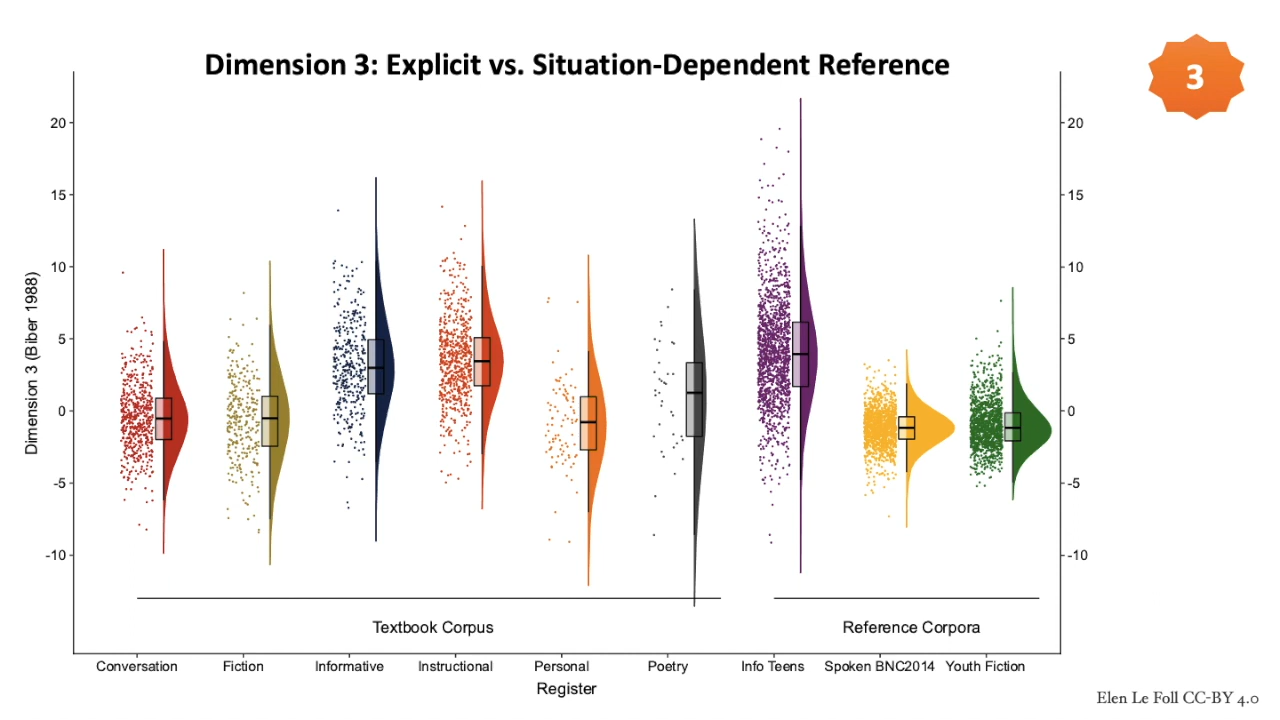 Dimension 3: Explicit vs. Situation-Dependent Reference
3
Dimension 3 (Biber 1988)
20
15
10
5
0
-5
-10
20
15
10
5
0
-5
-10
Textbook Corpus
Reference Corpora
Conversation Fiction Informative Instructional Personal Poetry Info Teens Spoken BNC2014 Youth Fiction
Register
Elen Le Foll CC-BY 4.0